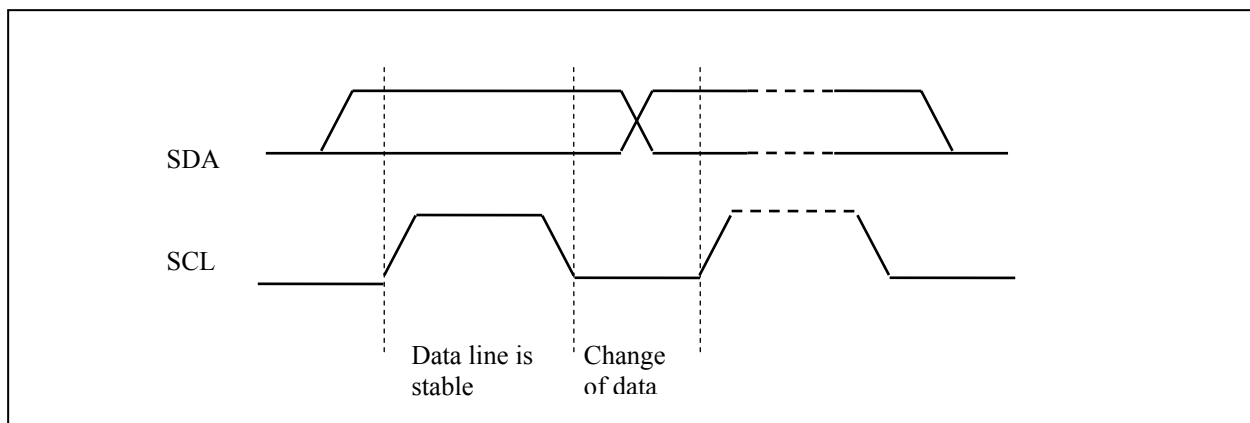 SDA
SCL
Data line is
stable
Change
of data